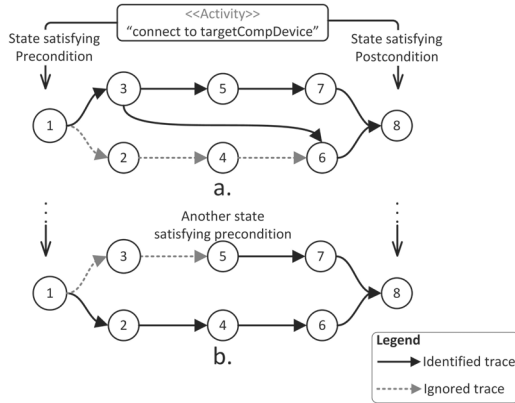 <<Activity>>
"connect to targetCompDevice"
State satisfying
Precondition
State satisfying
Postcondition
3
5
7
1
8
2
4
6
a.
Another state
satisfying precondition
3
5
7
1
8
2
4
6
b.
Legend
Identified trace
Ignored trace